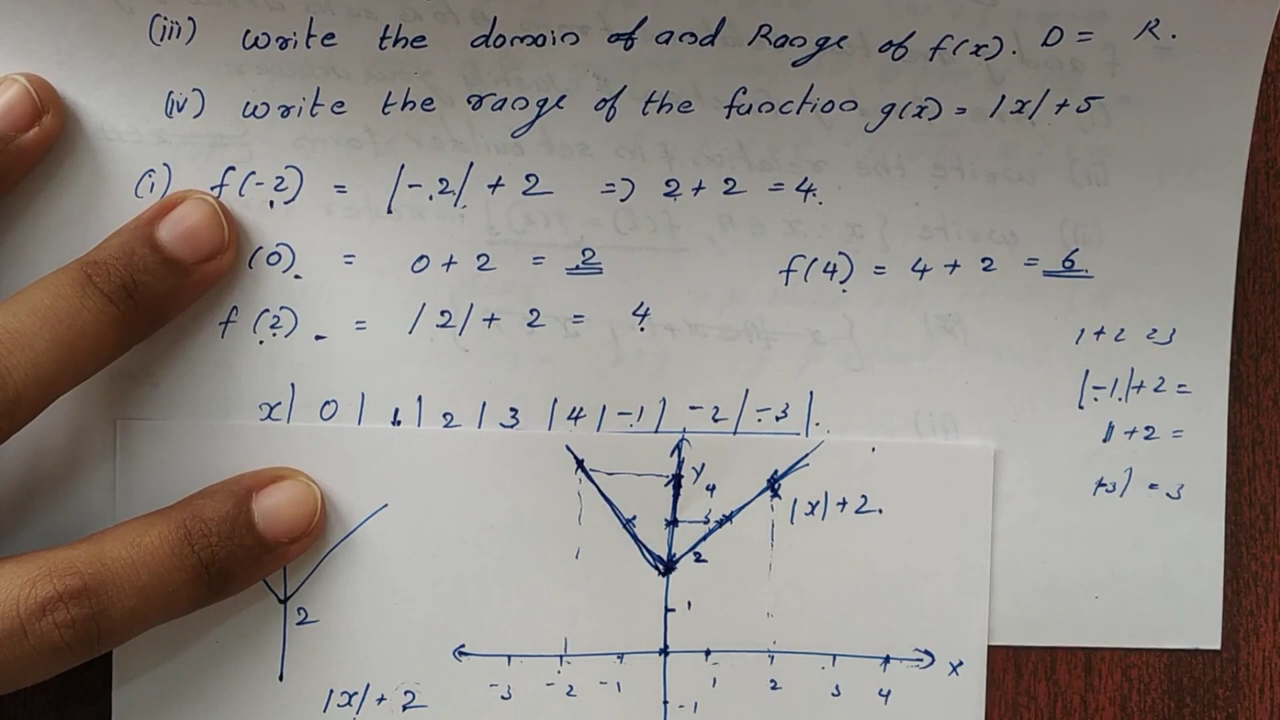 (iii) write the domain of and Range of f(x). D = R.
(iv) write the range of the function g(x) = |x| + 5
(i) f(-2) = |-2| + 2 => 2 + 2 = 4.
(0) = 0 + 2 = 2 f(4) = 4 + 2 = 6
f(2) = |2| + 2 = 4
1 + 2 = 3
|-1| + 2 =
1 + 2 =
x| 0 | 1 | 2 | 3 | 4 | -1 | -2 | -3 |
y
4
3
|x| + 2.
2
2
1
x
-3 -2 -1 1 2 3 4
|x| + 2
-1